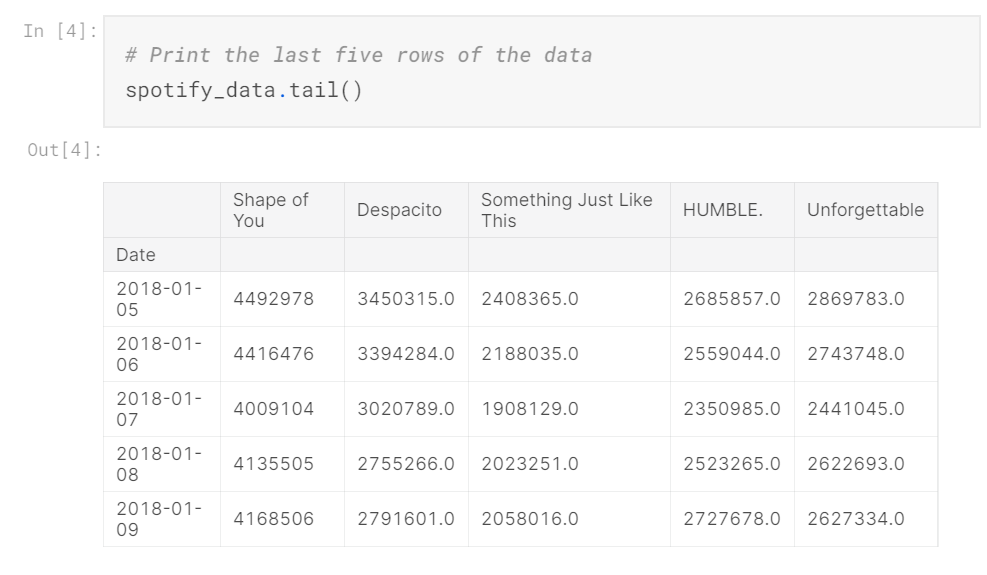 In [4]:
# Print the last five rows of the data
spotify_data.tail()
Out[4]:
Shape of You Despacito Something Just Like This HUMBLE. Unforgettable
Date
2018-01-05 4492978 3450315.0 2408365.0 2685857.0 2869783.0
2018-01-06 4416476 3394284.0 2188035.0 2559044.0 2743748.0
2018-01-07 4009104 3020789.0 1908129.0 2350985.0 2441045.0
2018-01-08 4135505 2755266.0 2023251.0 2523265.0 2622693.0
2018-01-09 4168506 2791601.0 2058016.0 2727678.0 2627334.0